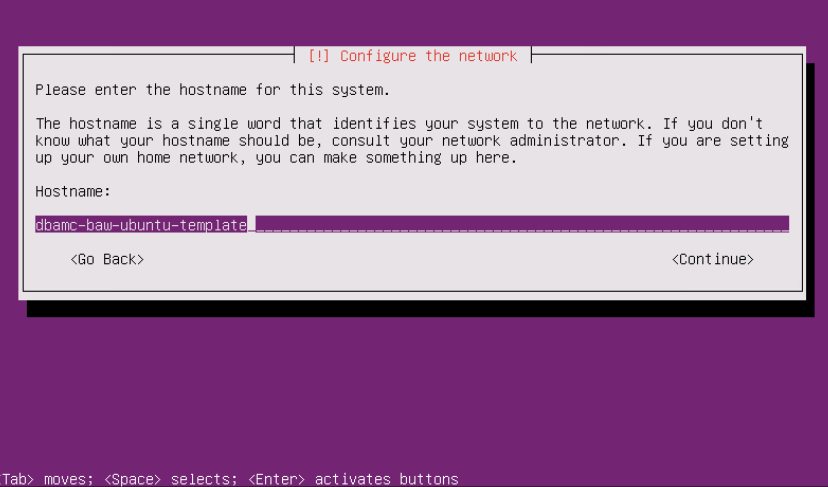 [!] Configure the network
Please enter the hostname for this system.
The hostname is a single word that identifies your system to the network. If you don't
know what your hostname should be, consult your network administrator. If you are setting
up your own home network, you can make something up here.
Hostname:
dbamc-baw-ubuntu-template
<Go Back> <Continue>
<Tab> moves; <Space> selects; <Enter> activates buttons